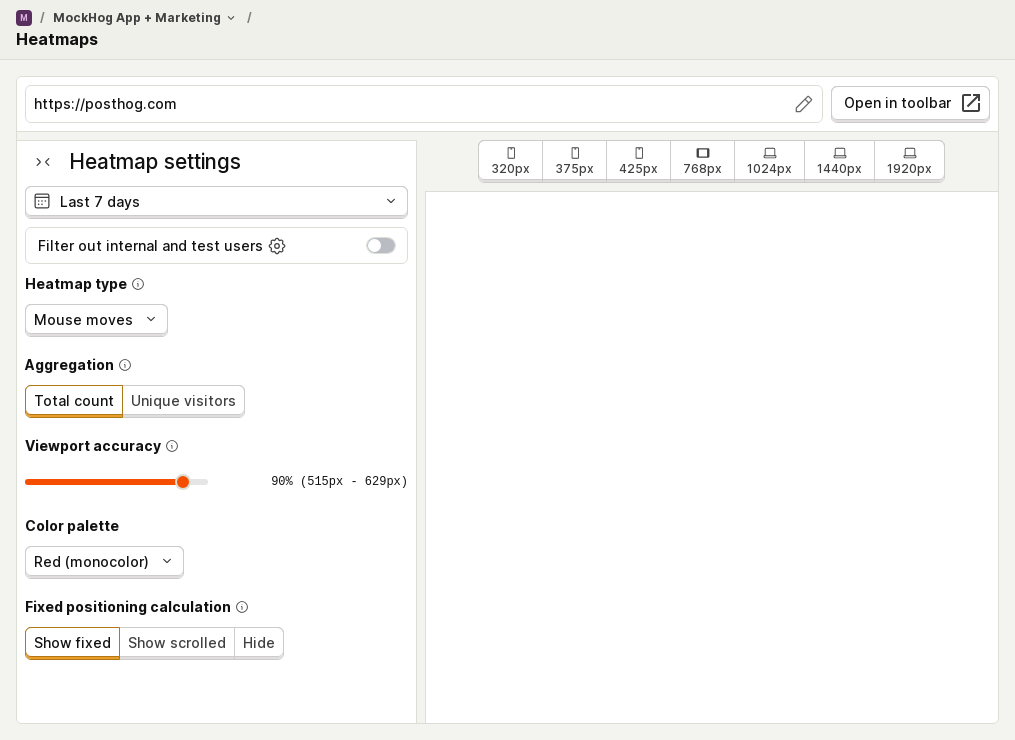 M / MockHog App + Marketing /
Heatmaps
https://posthog.com
Open in toolbar
Heatmap settings
320px 375px 425px 768px 1024px 1440px 1920px
Last 7 days
Filter out internal and test users
Heatmap type
Mouse moves
Aggregation
Total count Unique visitors
Viewport accuracy
90% (515px - 629px)
Color palette
Red (monocolor)
Fixed positioning calculation
Show fixed Show scrolled Hide